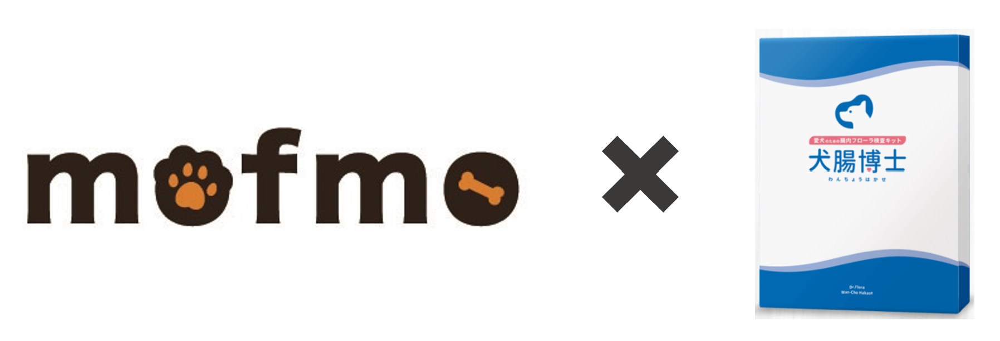 mofmo
愛犬のための腸内フローラ検査キット
犬腸博士
わんちょうはかせ
Dr.Flora
Wan-Cho Hakase